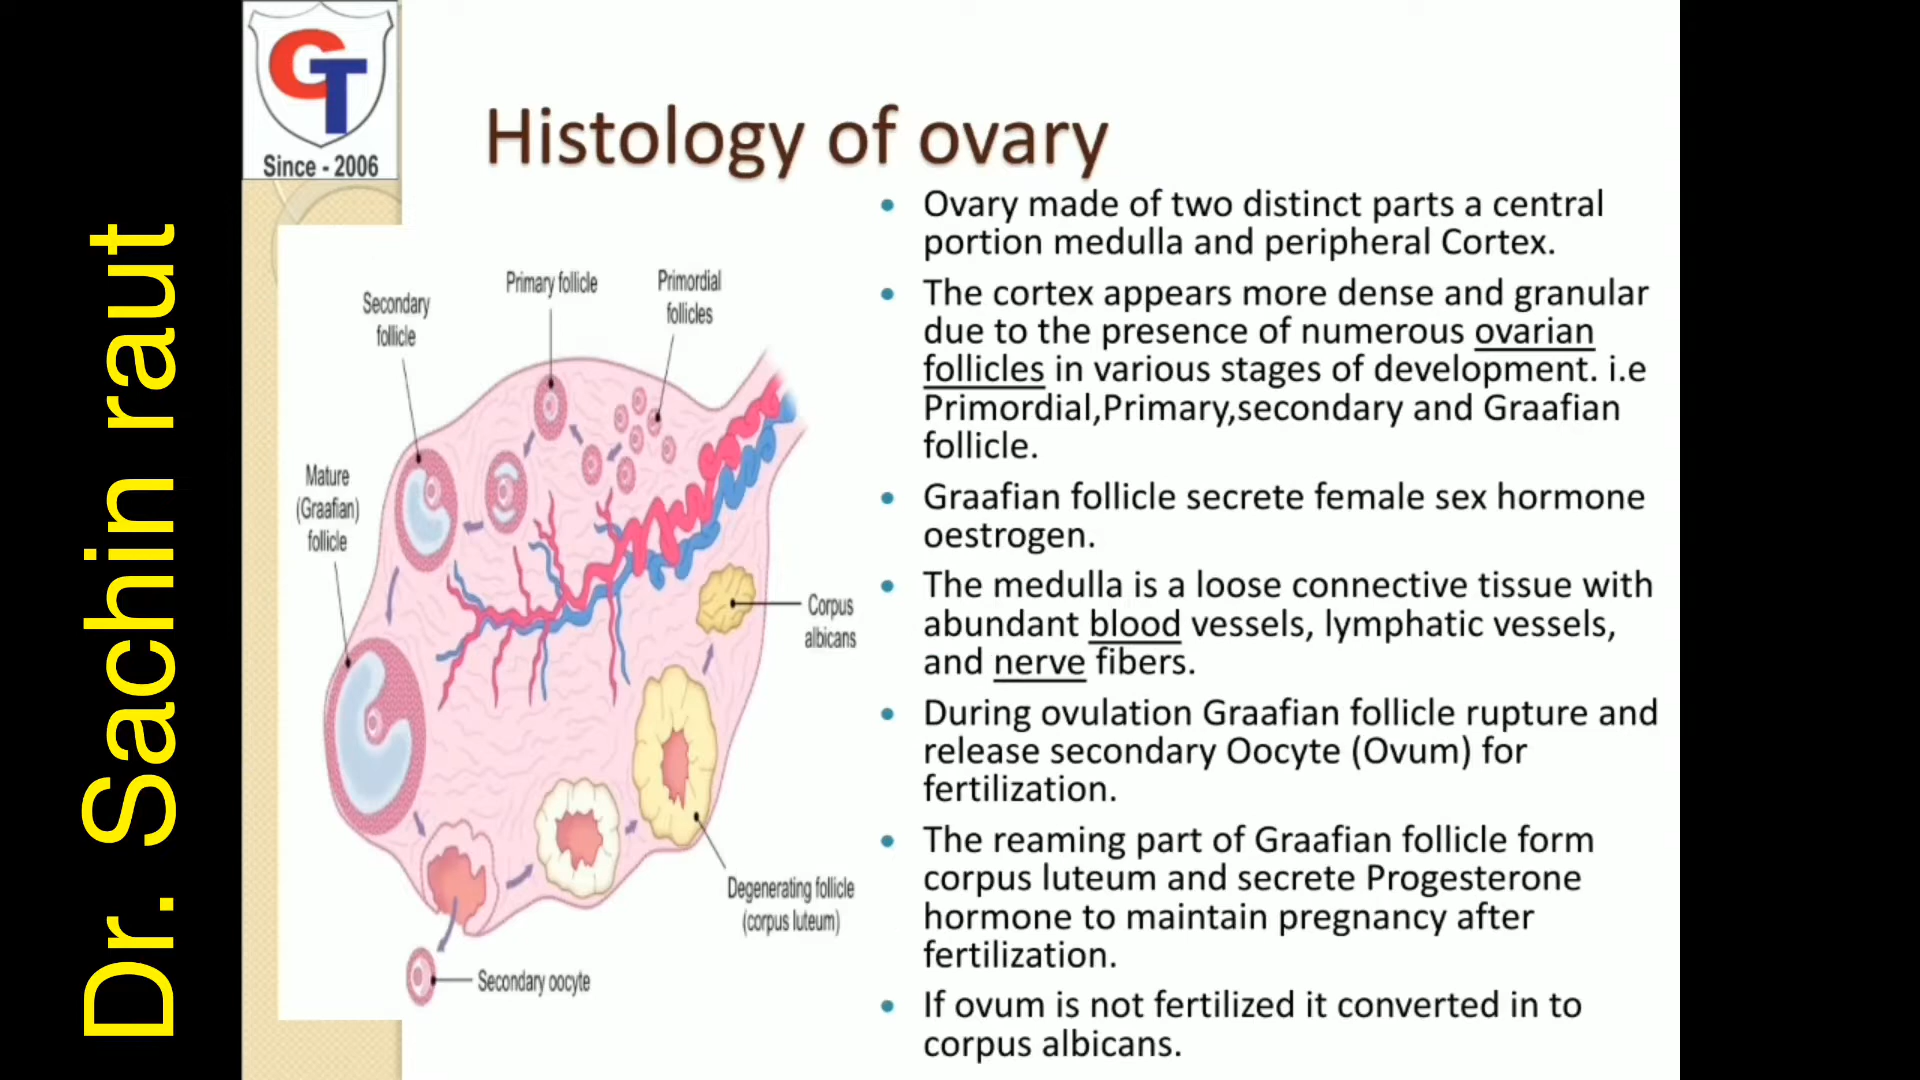 Dr. Sachin raut
GT
Since - 2006
Histology of ovary
Primary follicle
Primordial
follicles
Secondary
follicle
Mature
(Graafian)
follicle
Corpus
albicans
Degenerating follicle
(corpus luteum)
Secondary oocyte
• Ovary made of two distinct parts a central
portion medulla and peripheral Cortex.
• The cortex appears more dense and granular
due to the presence of numerous ovarian
follicles in various stages of development. i.e
Primordial,Primary,secondary and Graafian
follicle.
• Graafian follicle secrete female sex hormone
oestrogen.
• The medulla is a loose connective tissue with
abundant blood vessels, lymphatic vessels,
and nerve fibers.
• During ovulation Graafian follicle rupture and
release secondary Oocyte (Ovum) for
fertilization.
• The reaming part of Graafian follicle form
corpus luteum and secrete Progesterone
hormone to maintain pregnancy after
fertilization.
• If ovum is not fertilized it converted in to
corpus albicans.